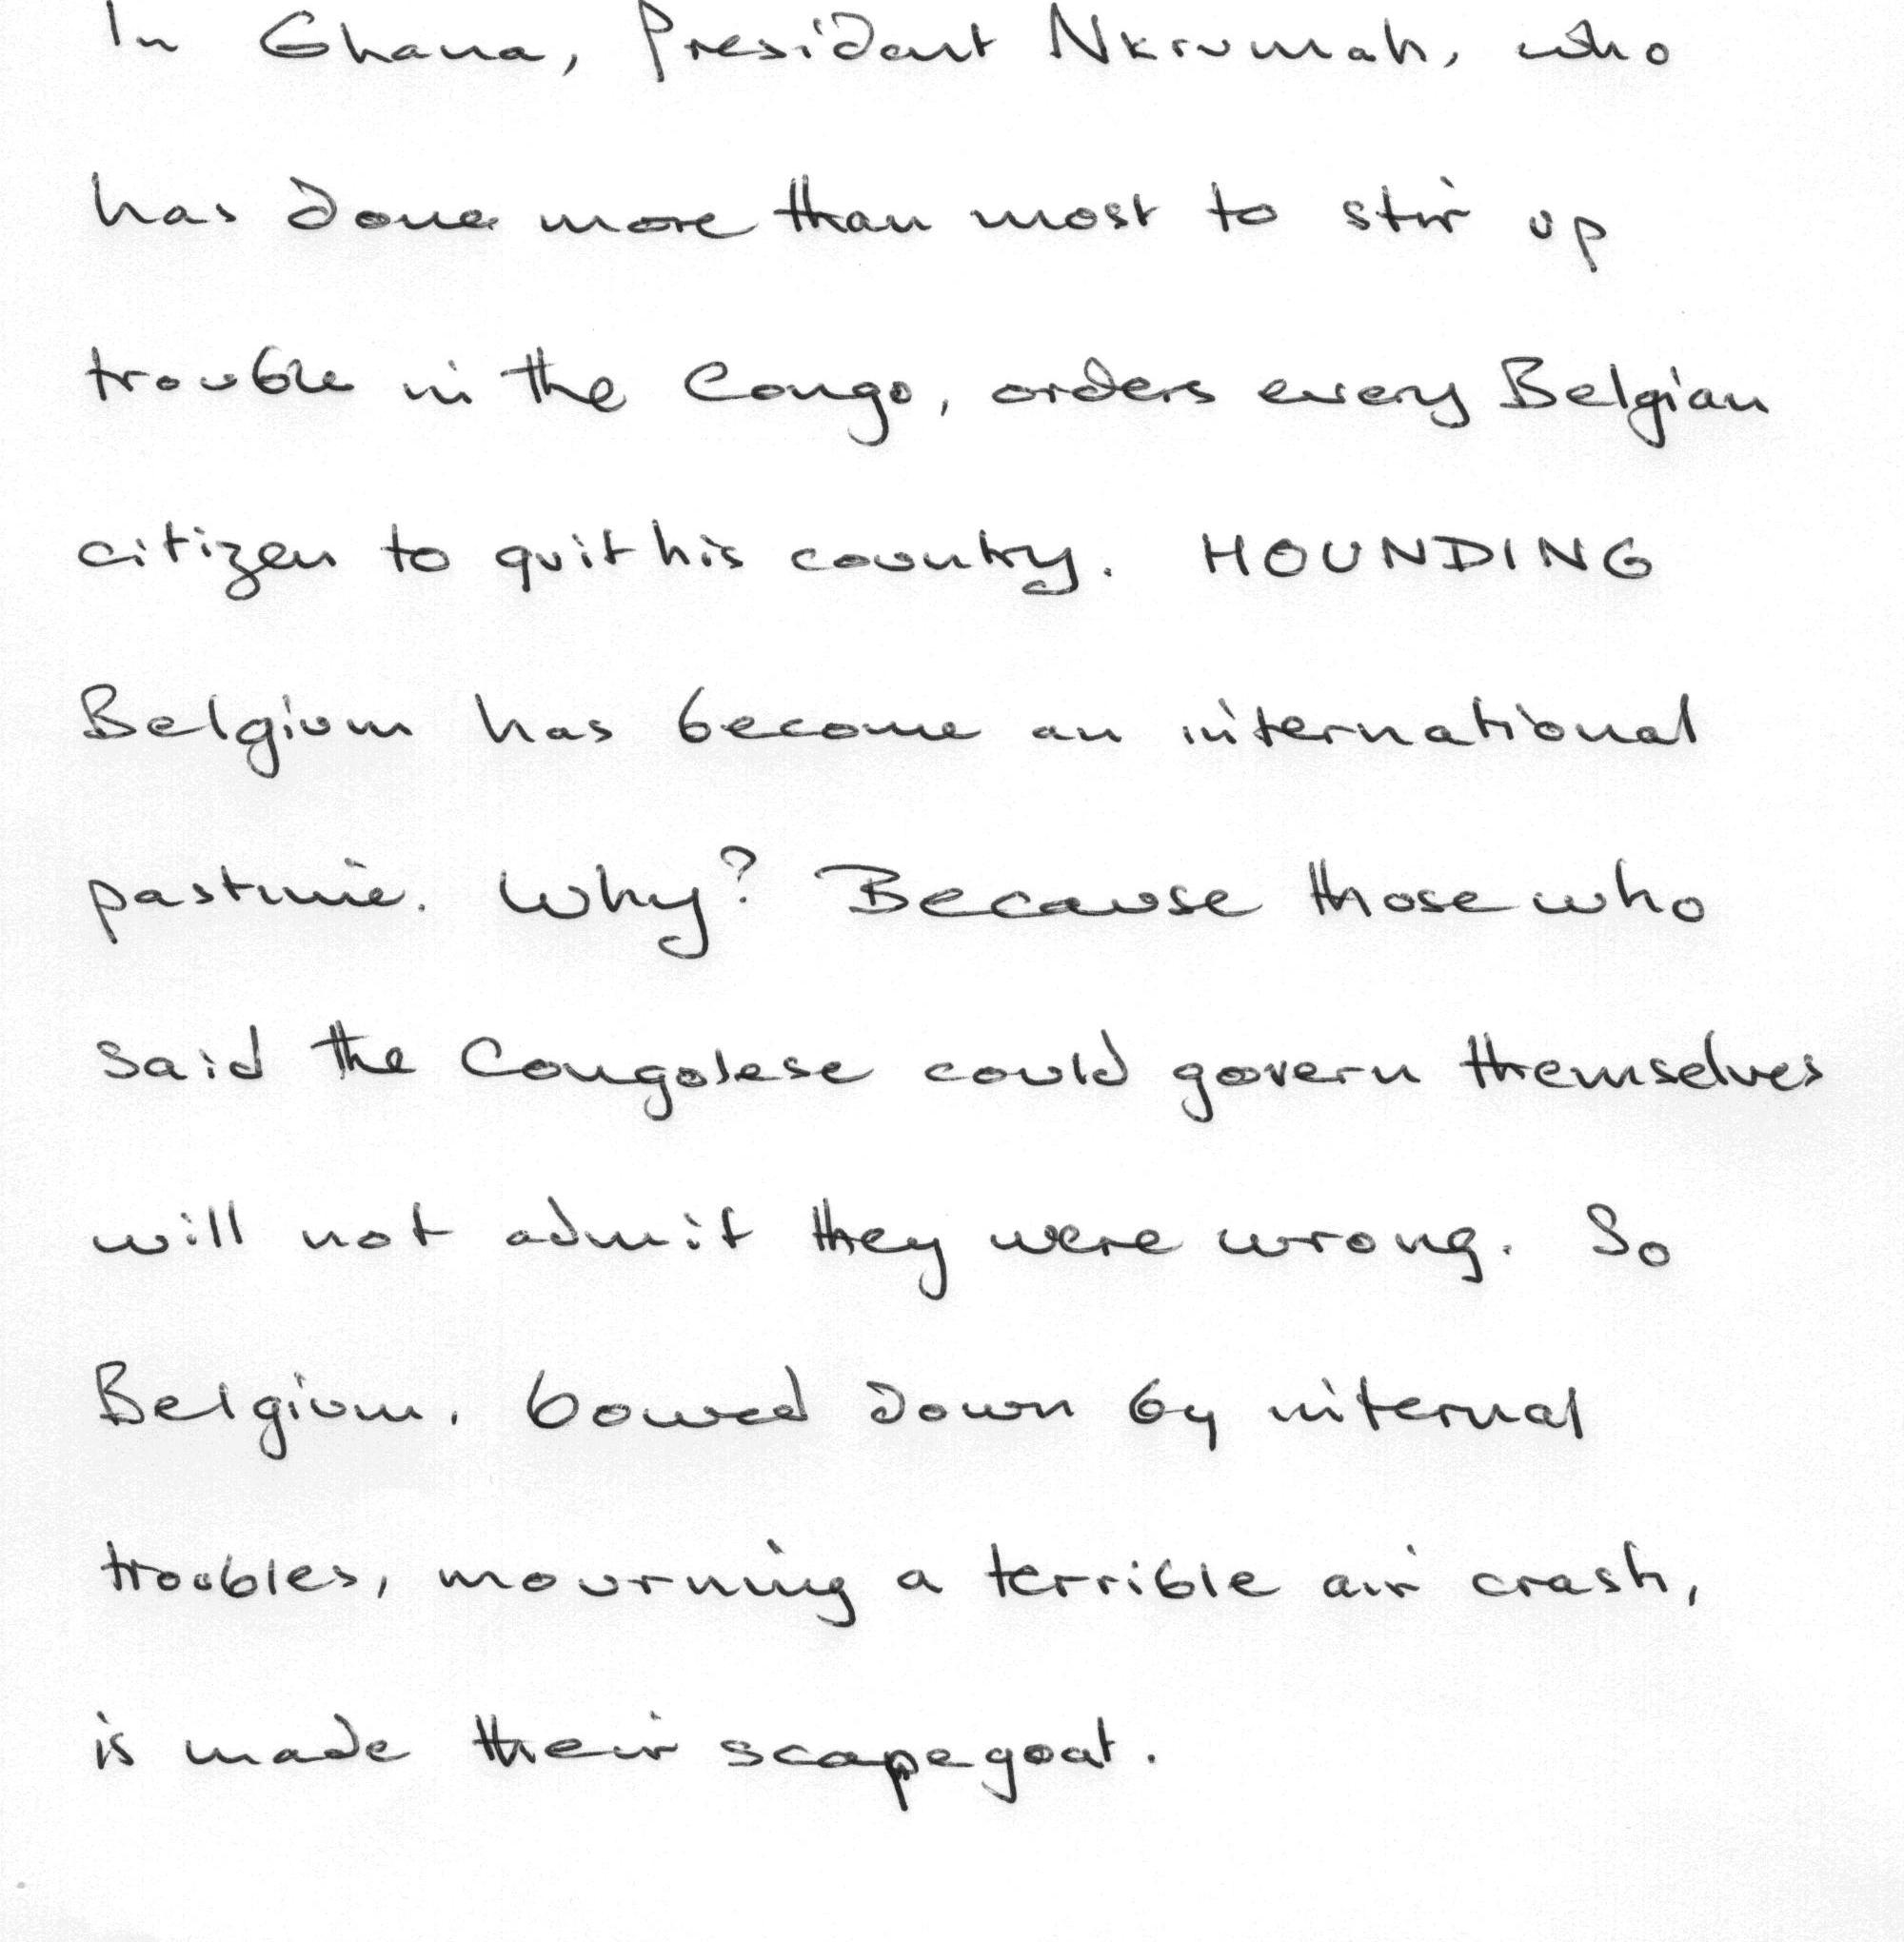 In Ghana, President Nkrumah, who
has done more than most to stir up
trouble in the Congo, orders every Belgian
citizen to quit his country. HOUNDING
Belgium has become an international
pastime. Why? Because those who
said the Congolese could govern themselves
will not admit they were wrong. So
Belgium, bowed down by internal
troubles, mourning a terrible air crash,
is made their scapegoat.